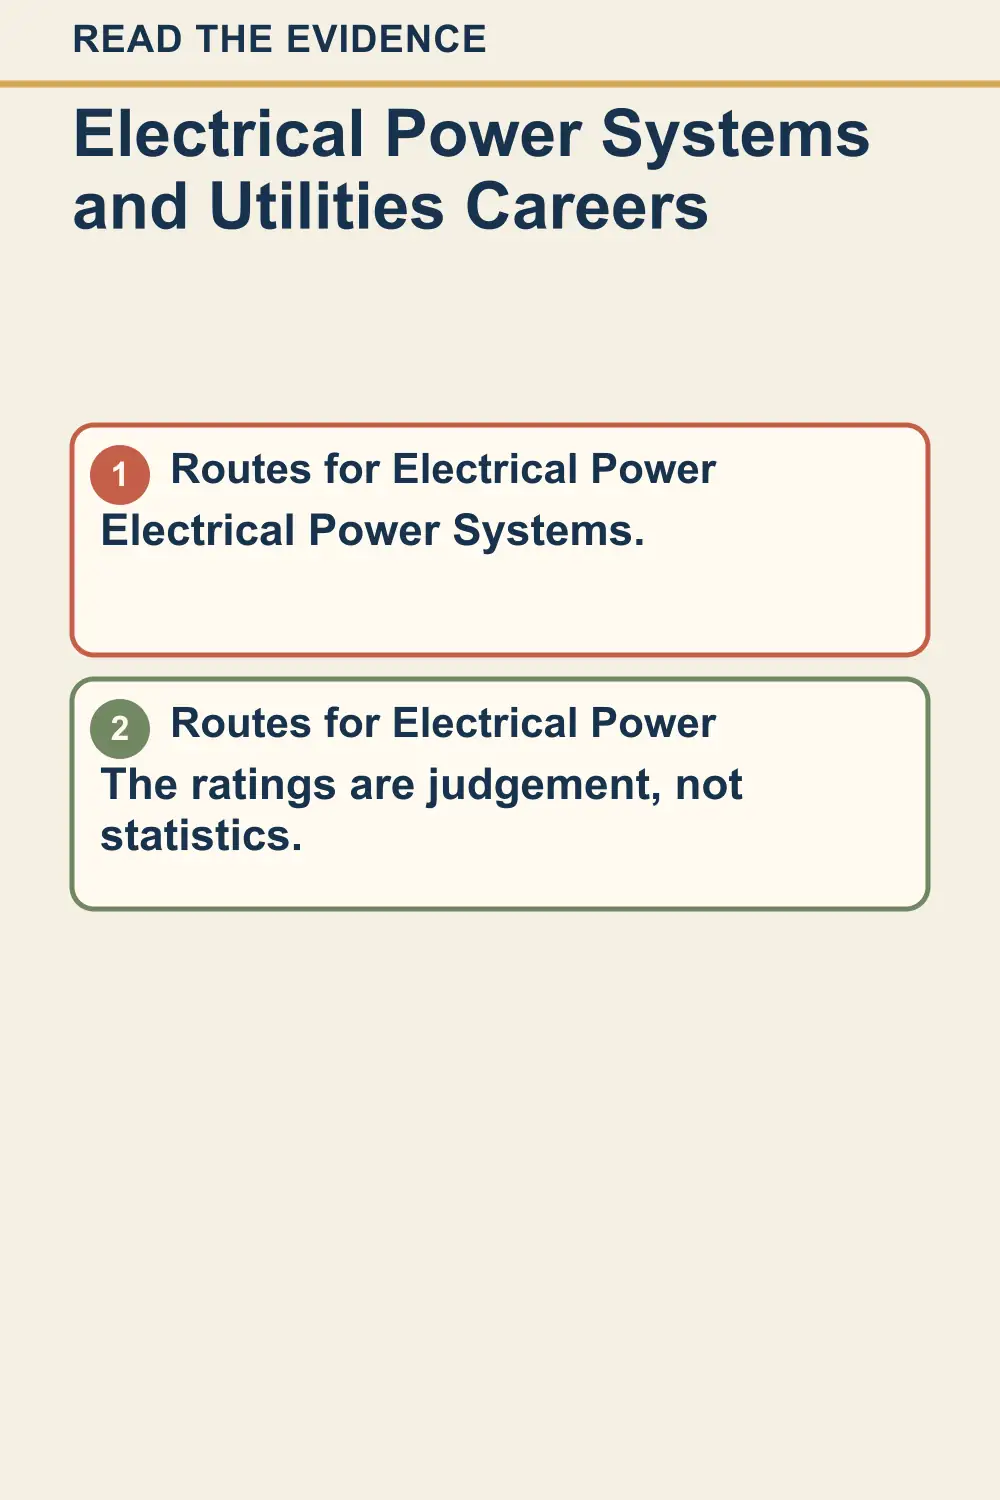 READ THE EVIDENCE
Electrical Power Systems
and Utilities Careers
1 Routes for Electrical Power
Electrical Power Systems.
2 Routes for Electrical Power
The ratings are judgement, not
statistics.